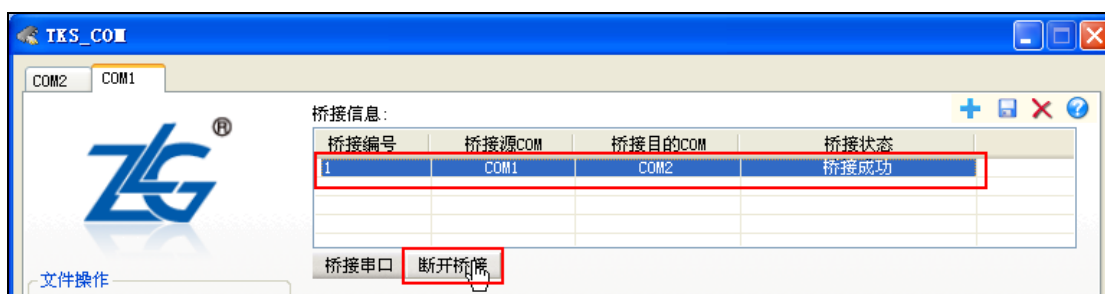 TKS_COM
COM2 COM1
桥接信息:
桥接编号 桥接源COM 桥接目的COM 桥接状态
1 COM1 COM2 桥接成功
桥接串口 断开桥接
文件操作
ZLG®